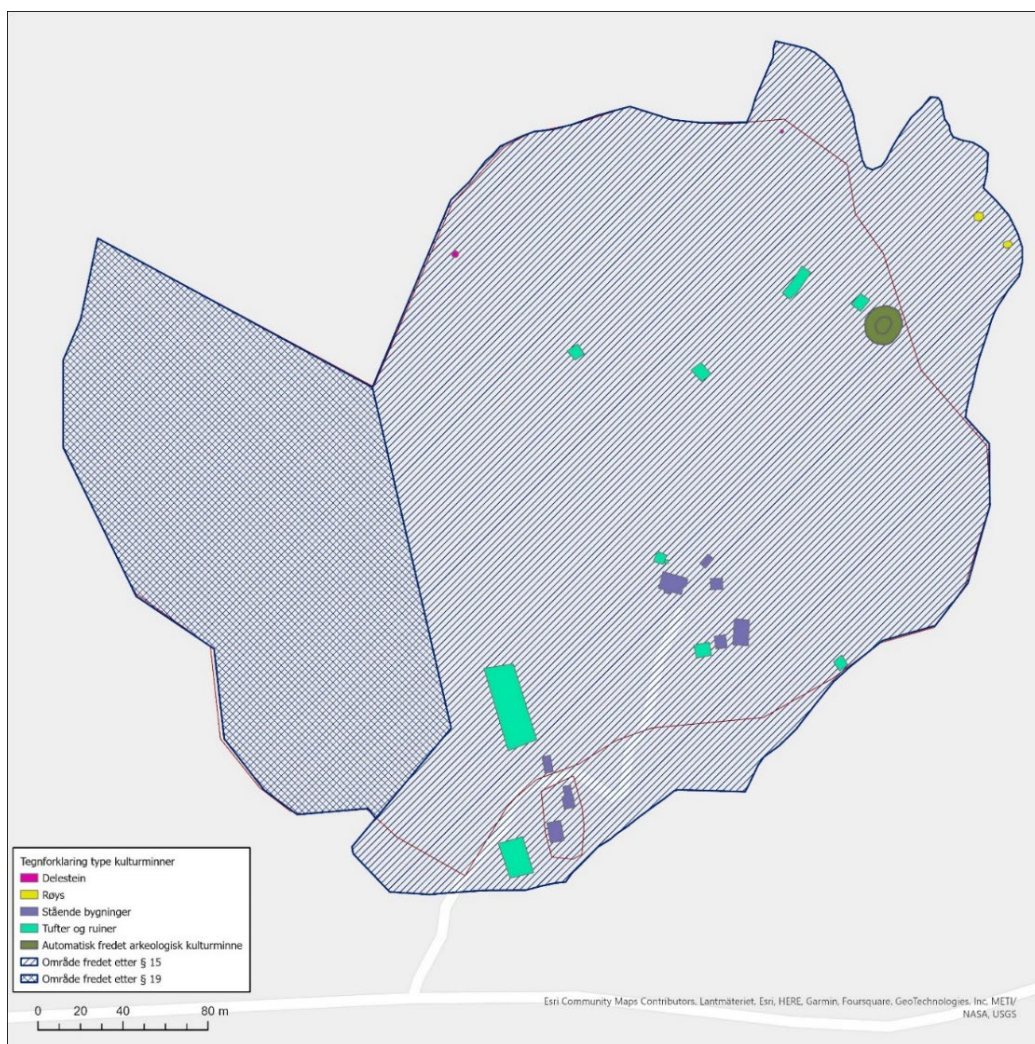 Tegnforklaring type kulturminner
Delestein
Røys
Stående bygninger
Tufter og ruiner
Automatisk fredet arkeologisk kulturminne
Område fredet etter § 15
Område fredet etter § 19
0 20 40 80 m
Esri Community Maps Contributors, Lantmäteriet, Esri, HERE, Garmin, Foursquare, GeoTechnologies, Inc, METI/
NASA, USGS